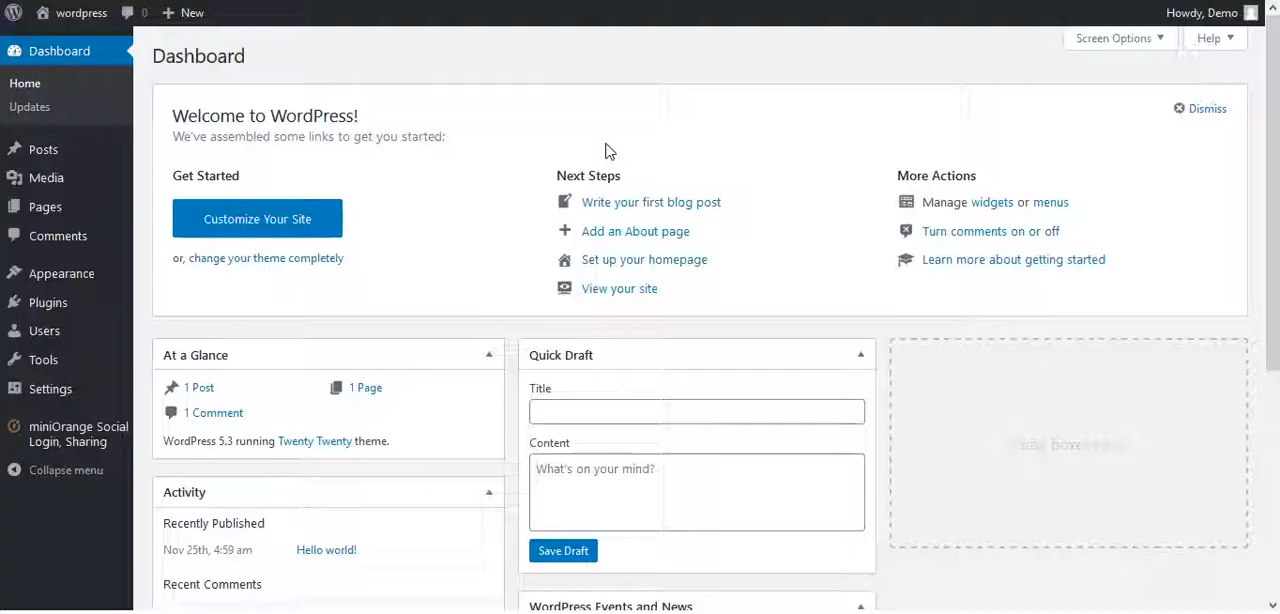 wordpress 0 New Howdy, Demo
Dashboard
Home
Updates
Posts
Media
Pages
Comments
Appearance
Plugins
Users
Tools
Settings
miniOrange Social
Login, Sharing
Collapse menu
Screen Options Help
Dashboard
Welcome to WordPress!
We've assembled some links to get you started:
Dismiss
Get Started
Customize Your Site
or, change your theme completely
Next Steps
Write your first blog post
Add an About page
Set up your homepage
View your site
More Actions
Manage widgets or menus
Turn comments on or off
Learn more about getting started
At a Glance
1 Post 1 Page
1 Comment
WordPress 5.3 running Twenty Twenty theme.
Activity
Recently Published
Nov 25th, 4:59 am Hello world!
Recent Comments
Quick Draft
Title
Content
What's on your mind?
Save Draft
WordPress Events and News